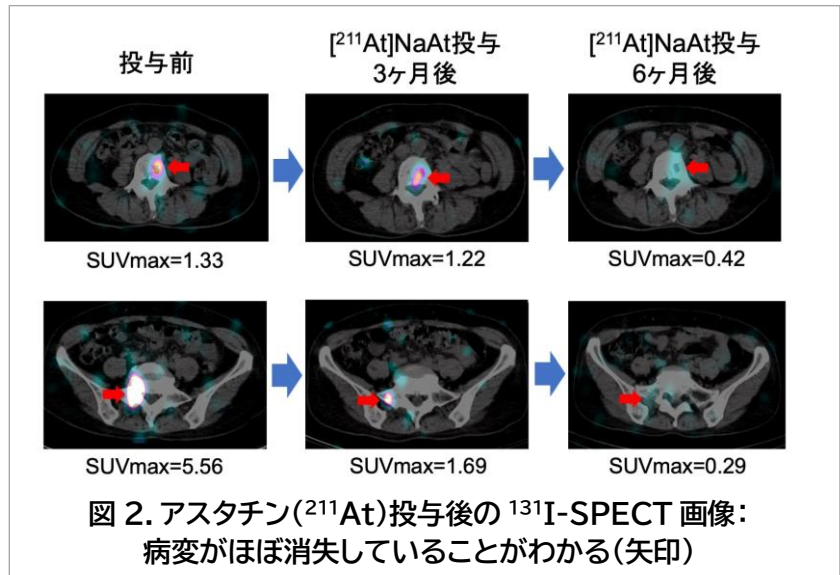 投与前
[²¹¹At]NaAt投与
3ヶ月後
[²¹¹At]NaAt投与
6ヶ月後
SUVmax=1.33
SUVmax=1.22
SUVmax=0.42
SUVmax=5.56
SUVmax=1.69
SUVmax=0.29
図 2. アスタチン(²¹¹At)投与後の ¹³¹I-SPECT 画像:
病変がほぼ消失していることがわかる(矢印)